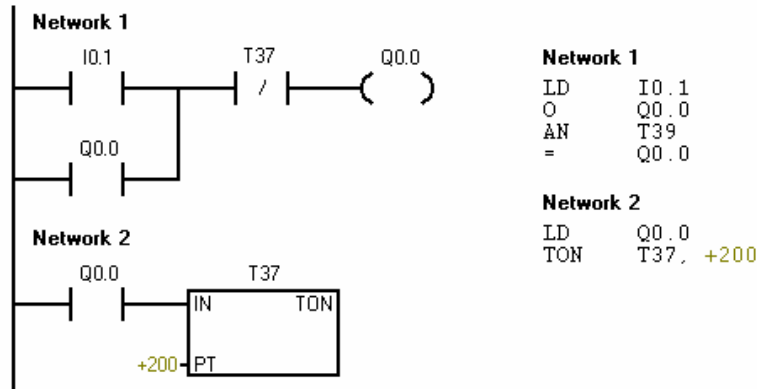 Network 1
I0.1 T37 Q0.0
/
Q0.0
Network 2
Q0.0 T37
IN TON
+200 PT
Network 1
LD I0.1
O Q0.0
AN T39
= Q0.0
Network 2
LD Q0.0
TON T37, +200